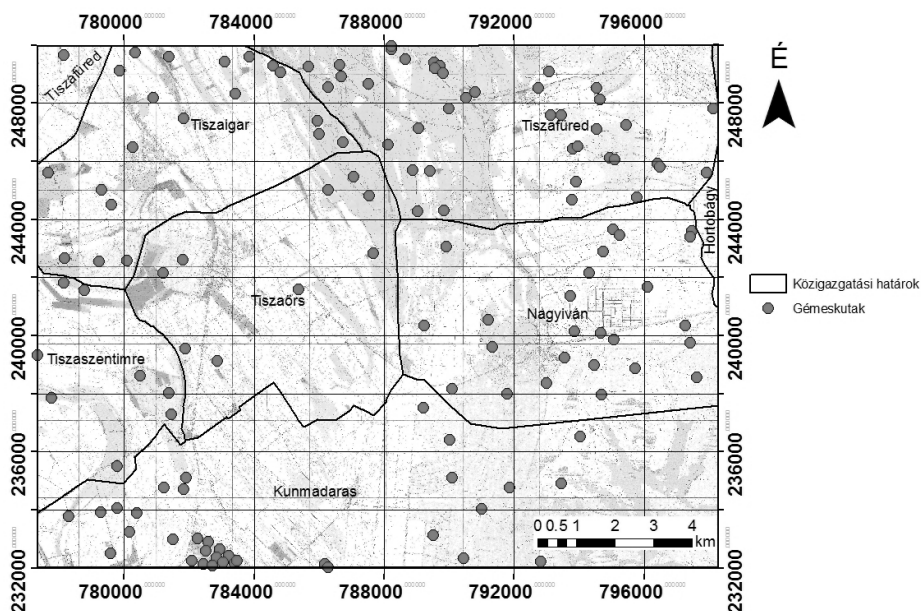 780000 784000 788000 792000 796000
É
Tiszafüred
248000 248000
Tiszaigar Tiszafüred
244000 244000
Hortobágy
Közigazgatási határok
Tiszaőrs Nagyiván
Gémeskutak
240000 240000
Tiszaszentimre
236000 236000
Kunmadaras
0 0.5 1 2 3 4
km
232000 232000
780000 784000 788000 792000 796000